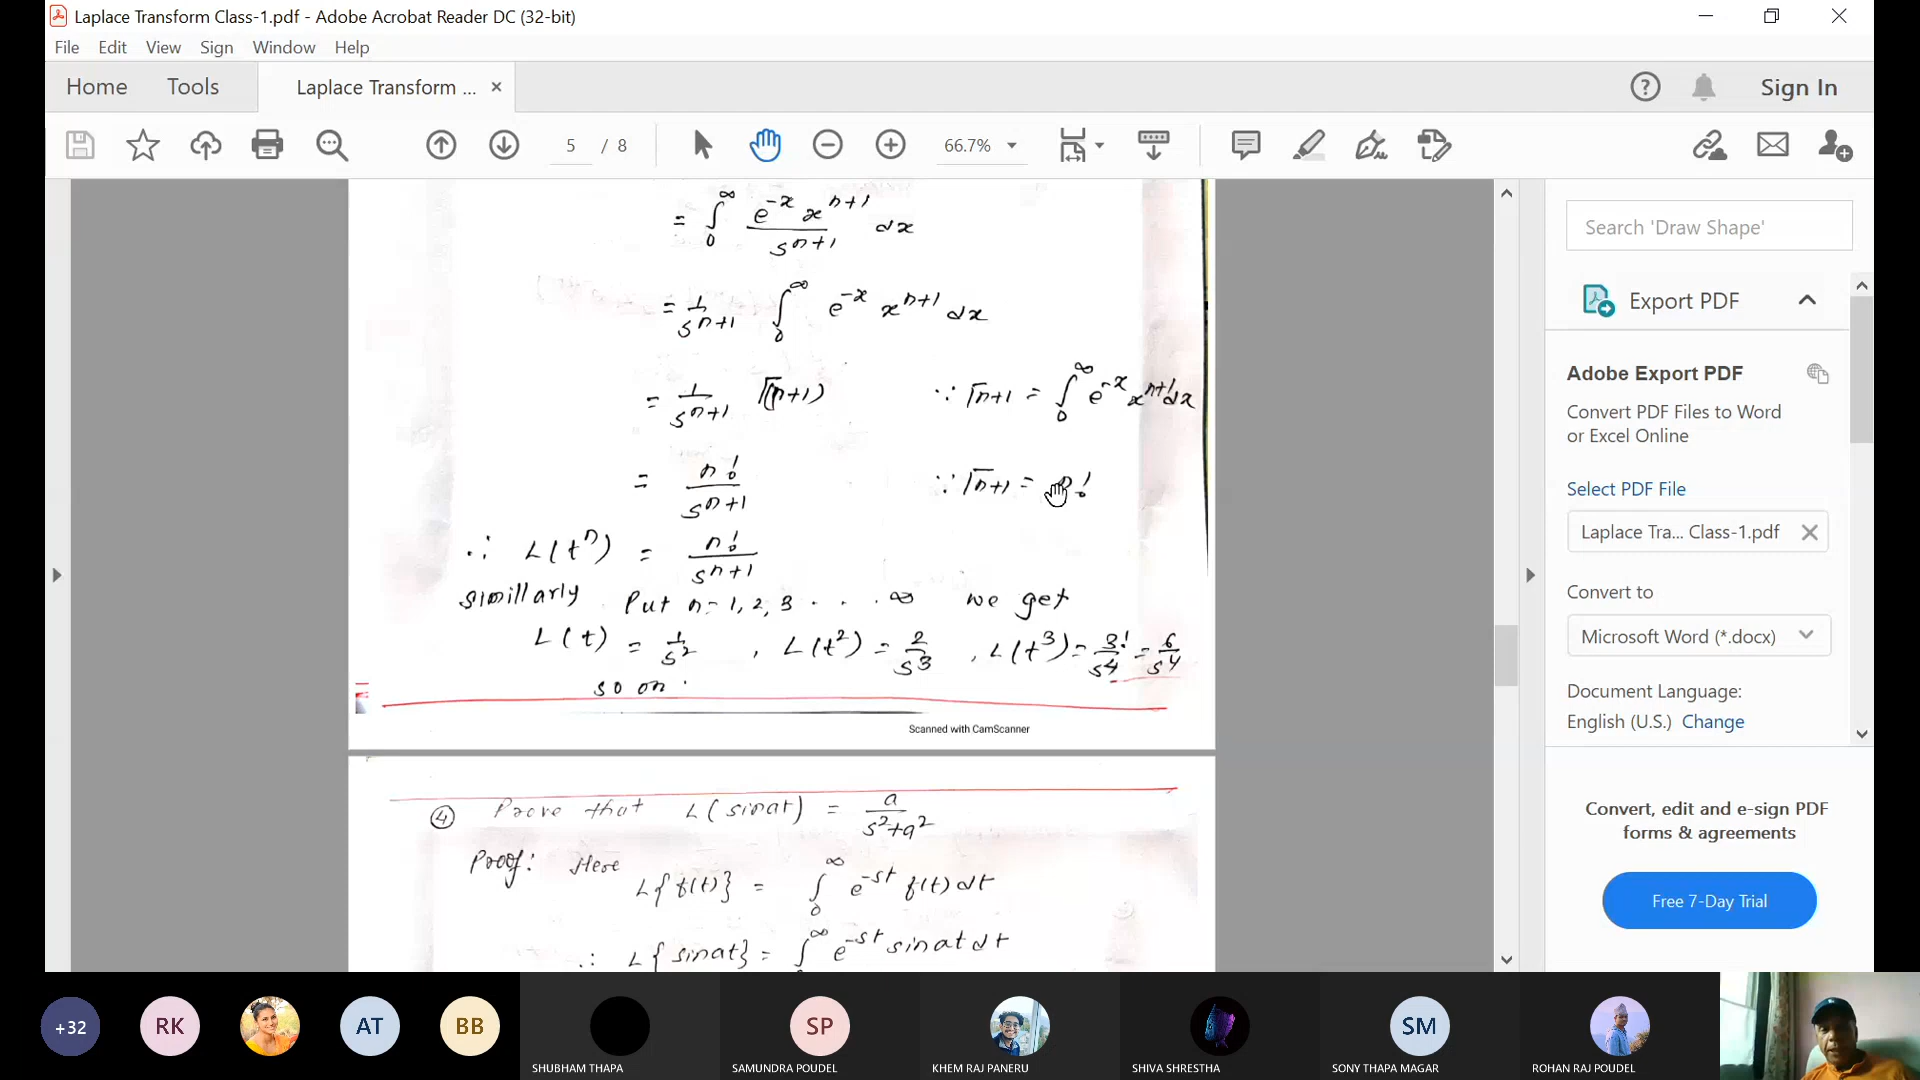 Laplace Transform Class-1.pdf - Adobe Acrobat Reader DC (32-bit)
File Edit View Sign Window Help
Home Tools Laplace Transform ... × Sign In
5 / 8 66.7%
= ∫₀^∞ e^{-x} x^{n+1} / s^{n+1} dx
= 1/s^{n+1} ∫₀^∞ e^{-x} x^{n+1} dx
= 1/s^{n+1} Γ(n+1) ∵ Γn+1 = ∫₀^∞ e^{-x} x^{n+1} dx
= n!/s^{n+1} ∵ Γn+1 = n!
∴ L(t^n) = n!/s^{n+1}
simillarly Put n=1, 2, 3 . . . . ∞ we get
L(t) = 1/s² , L(t²) = 2/s³ , L(t³) = 3!/s⁴ = 6/s⁴
so on .
Scanned with CamScanner
④ Prove that L(sinat) = a/s²+a²
Proof: Here L{f(t)} = ∫₀^∞ e^{-st} f(t) dt
∴ L{sinat} = ∫₀^∞ e^{-st} sinat dt
Search 'Draw Shape'
Export PDF
Adobe Export PDF
Convert PDF Files to Word
or Excel Online
Select PDF File
Laplace Tra... Class-1.pdf
Convert to
Microsoft Word (*.docx)
Document Language:
English (U.S.) Change
Convert, edit and e-sign PDF
forms & agreements
Free 7-Day Trial
+32 RK AT BB SP SM
SHUBHAM THAPA SAMUNDRA POUDEL KHEM RAJ PANERU SHIVA SHRESTHA SONY THAPA MAGAR ROHAN RAJ POUDEL